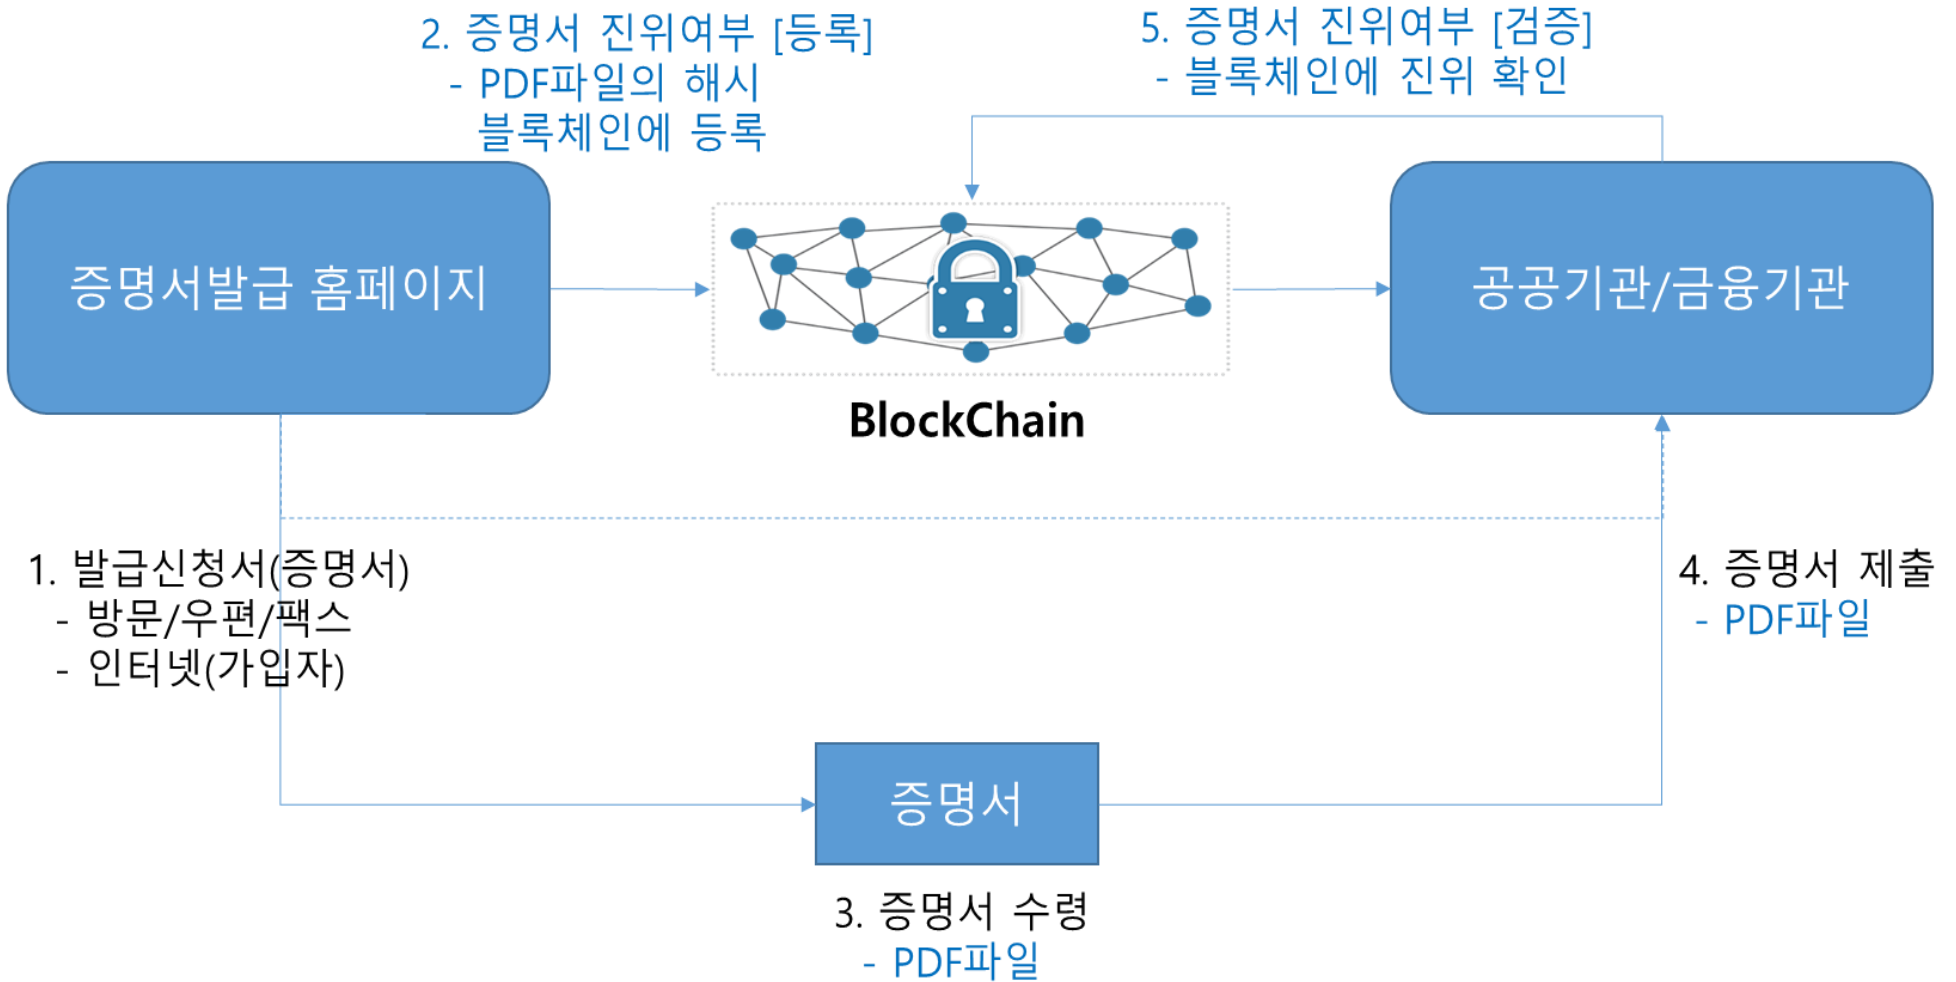 2. 증명서 진위여부 [등록]
- PDF파일의 해시
블록체인에 등록
5. 증명서 진위여부 [검증]
- 블록체인에 진위 확인
증명서발급 홈페이지
BlockChain
공공기관/금융기관
1. 발급신청서(증명서)
- 방문/우편/팩스
- 인터넷(가입자)
4. 증명서 제출
- PDF파일
증명서
3. 증명서 수령
- PDF파일